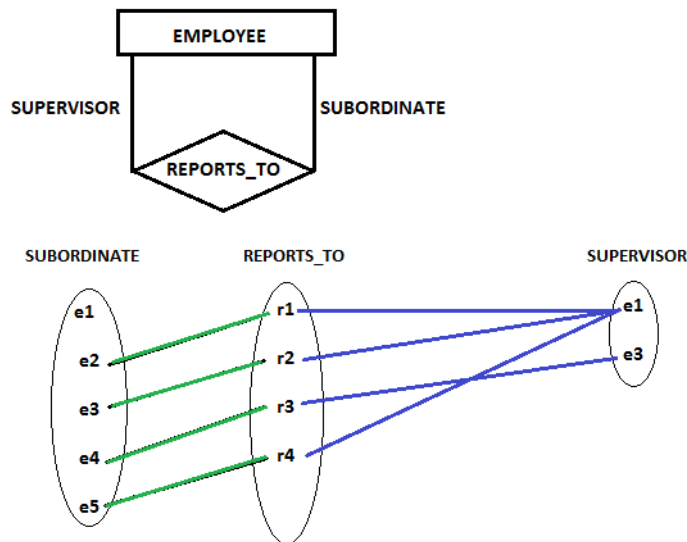 EMPLOYEE
SUPERVISOR SUBORDINATE
REPORTS_TO
SUBORDINATE REPORTS_TO SUPERVISOR
e1 r1 e1
e2 r2 e3
e3 r3
e4 r4
e5